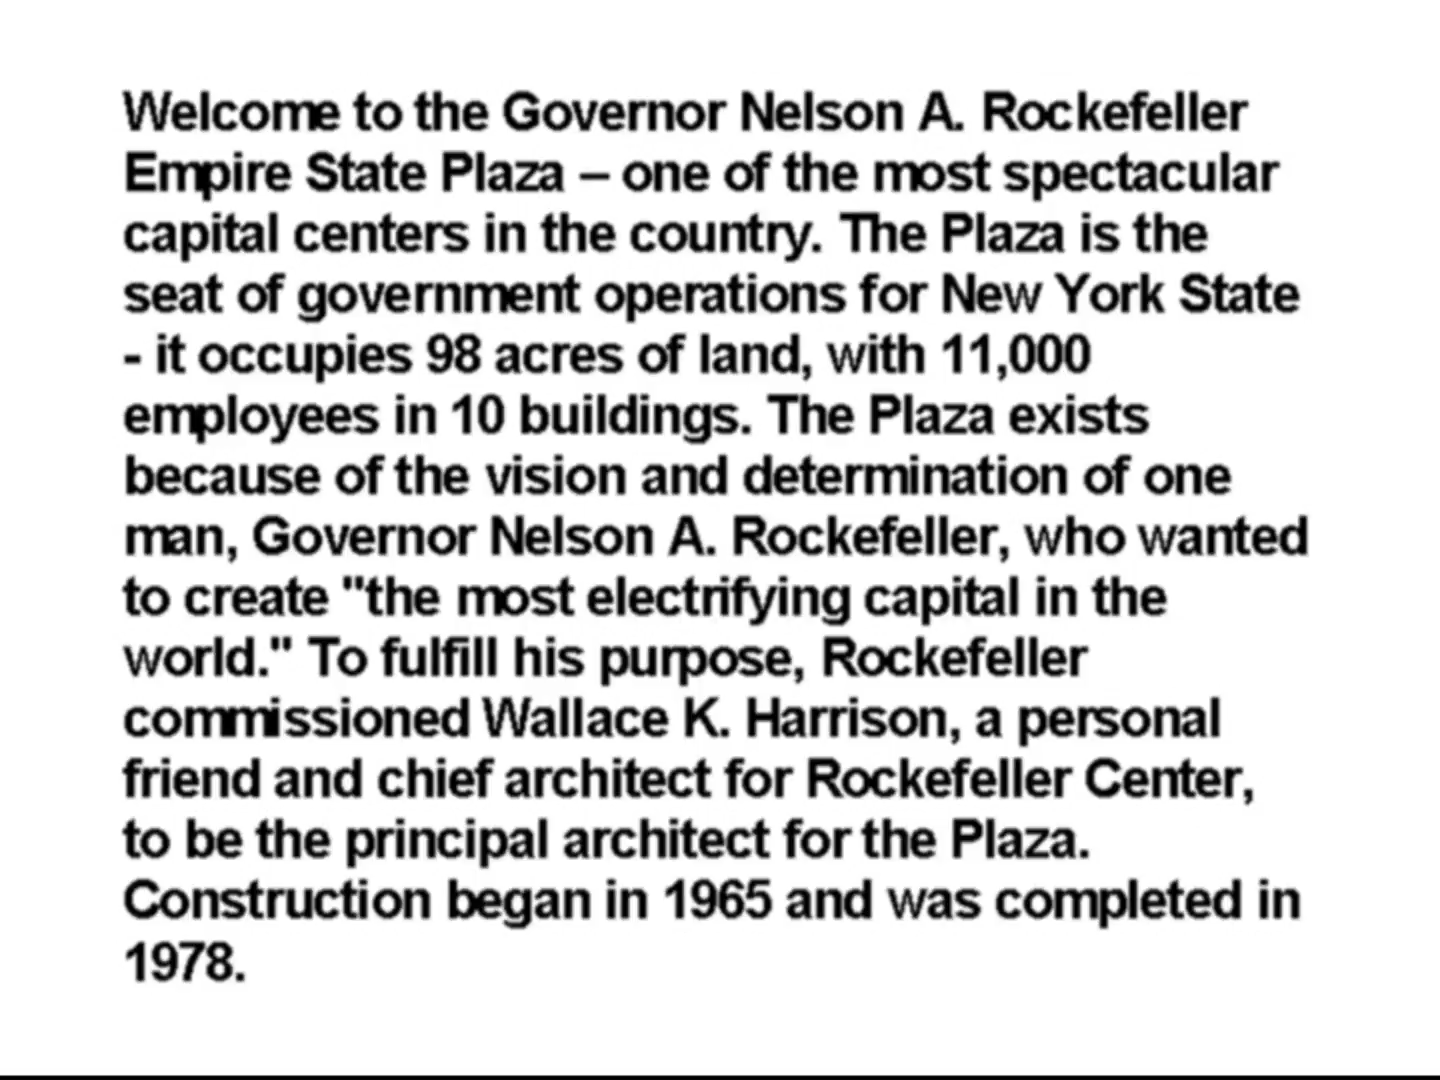 Welcome to the Governor Nelson A. Rockefeller
Empire State Plaza – one of the most spectacular
capital centers in the country. The Plaza is the
seat of government operations for New York State
- it occupies 98 acres of land, with 11,000
employees in 10 buildings. The Plaza exists
because of the vision and determination of one
man, Governor Nelson A. Rockefeller, who wanted
to create "the most electrifying capital in the
world." To fulfill his purpose, Rockefeller
commissioned Wallace K. Harrison, a personal
friend and chief architect for Rockefeller Center,
to be the principal architect for the Plaza.
Construction began in 1965 and was completed in
1978.